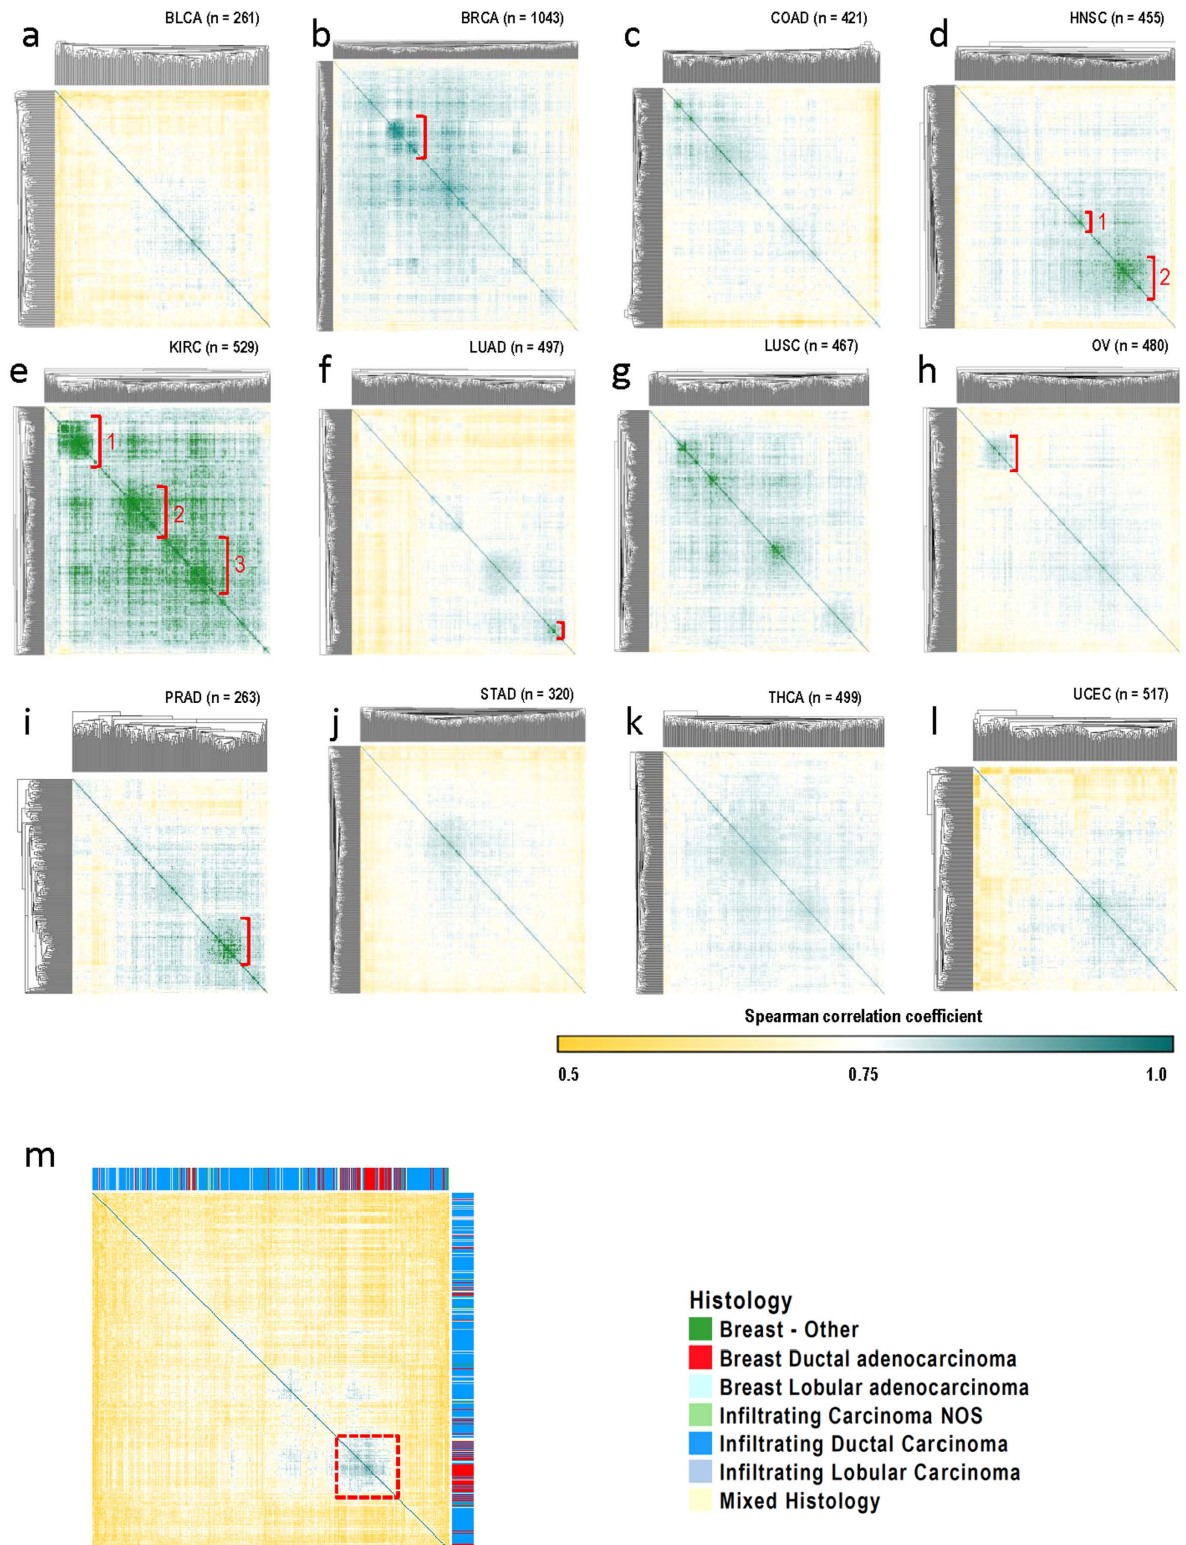 a BLCA (n = 261)
b BRCA (n = 1043)
c COAD (n = 421)
d HNSC (n = 455)
1
2
e KIRC (n = 529)
f LUAD (n = 497)
g LUSC (n = 467)
h OV (n = 480)
1
2
3
i PRAD (n = 263)
j STAD (n = 320)
k THCA (n = 499)
l UCEC (n = 517)
Spearman correlation coefficient
0.5 0.75 1.0
m
Histology
Breast - Other
Breast Ductal adenocarcinoma
Breast Lobular adenocarcinoma
Infiltrating Carcinoma NOS
Infiltrating Ductal Carcinoma
Infiltrating Lobular Carcinoma
Mixed Histology